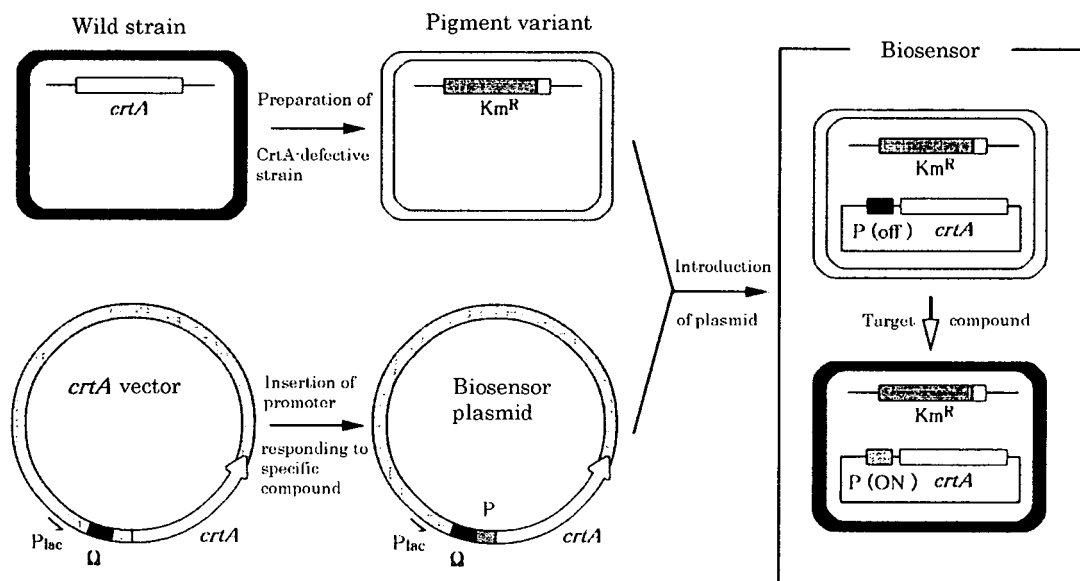 Wild strain
crtA
Preparation of
CrtA-defective
strain
Pigment variant
KmR
crtA vector
Plac
Ω
crtA
Insertion of
promoter
responding to
specific
compound
Biosensor
plasmid
P
Plac
Ω
crtA
Introduction
of plasmid
Biosensor
KmR
P (off) crtA
Target compound
KmR
P (ON) crtA